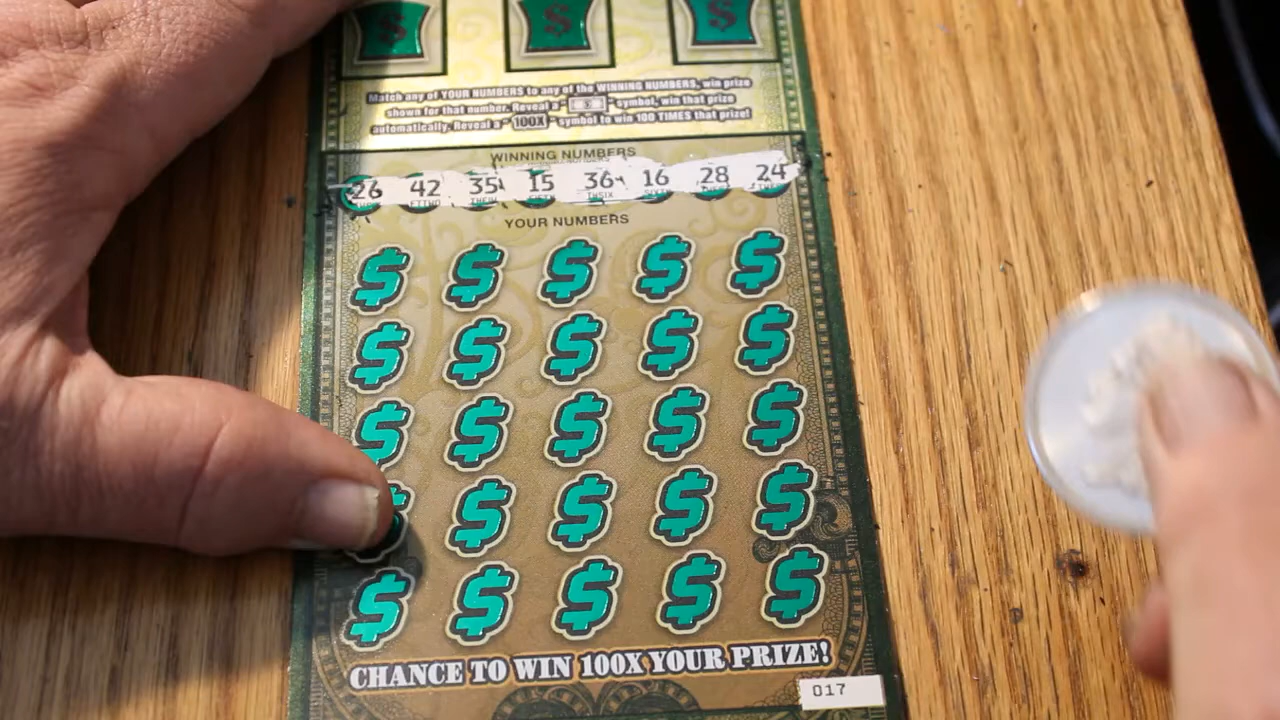 Match any of YOUR NUMBERS to any of the WINNING NUMBERS, win prize
shown for that number. Reveal a " " symbol, win that prize
automatically. Reveal a "100X" symbol to win 100 TIMES that prize!
WINNING NUMBERS
26 42 35 15 36 16 28 24
THSIX
YOUR NUMBERS
$ $ $ $ $
$ $ $ $ $
$ $ $ $ $
$ $ $ $
$ $ $ $ $
CHANCE TO WIN 100X YOUR PRIZE!
017